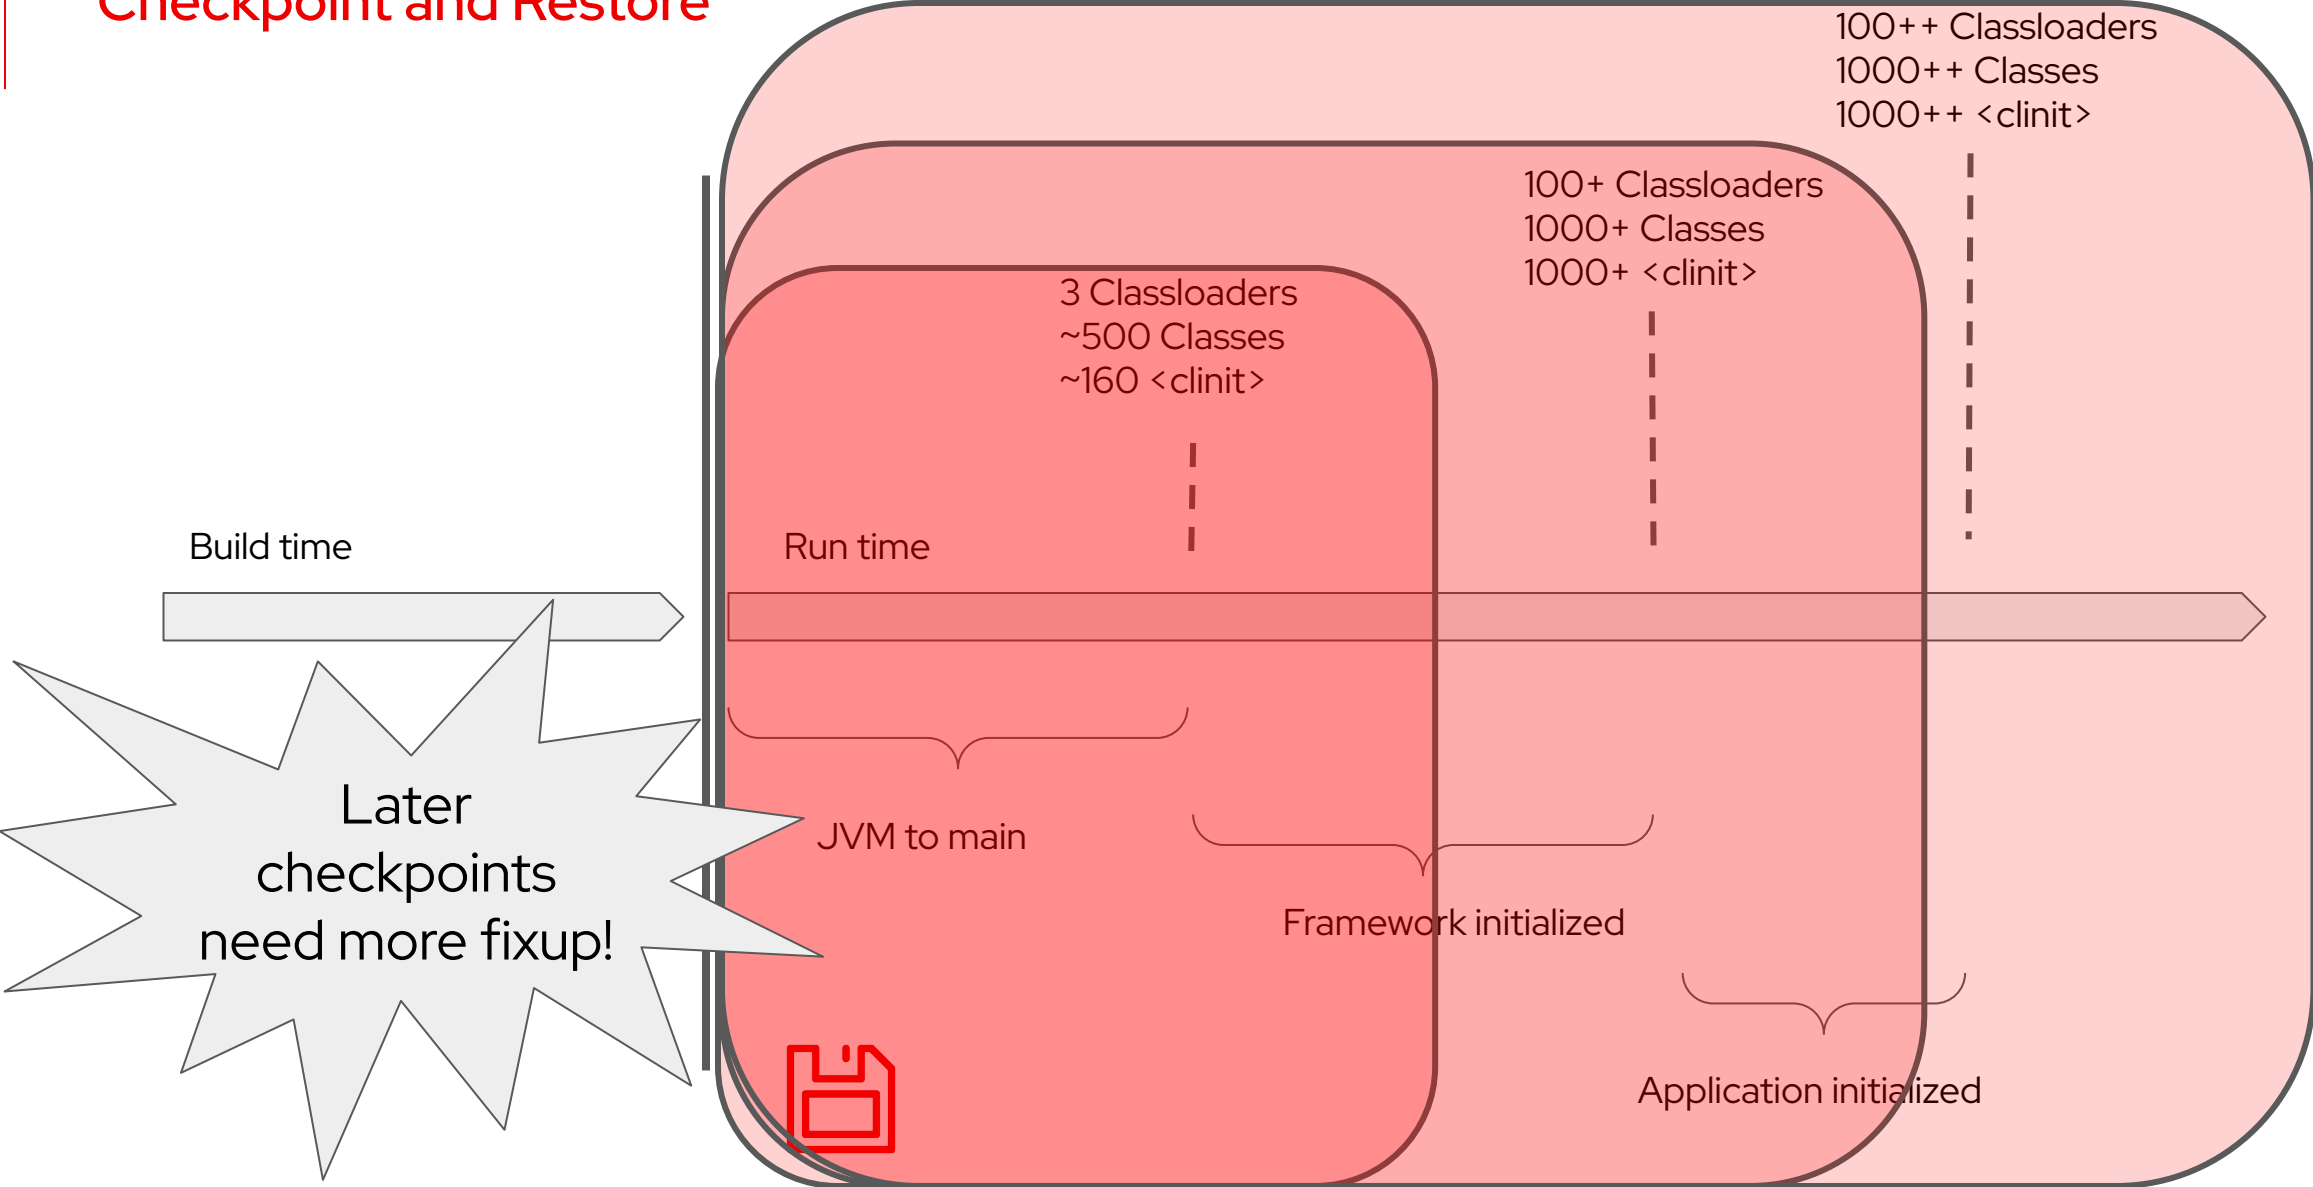 Checkpoint and Restore
100++ Classloaders
1000++ Classes
1000++ <clinit>
100+ Classloaders
1000+ Classes
1000+ <clinit>
3 Classloaders
~500 Classes
~160 <clinit>
Build time
Run time
Later
checkpoints
need more fixup!
JVM to main
Framework initialized
Application initialized